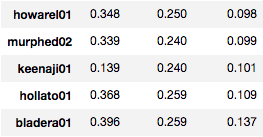 howarel01 0.348 0.250 0.098
murphed02 0.339 0.240 0.099
keenaji01 0.139 0.240 0.101
hollato01 0.368 0.259 0.109
bladera01 0.396 0.259 0.137